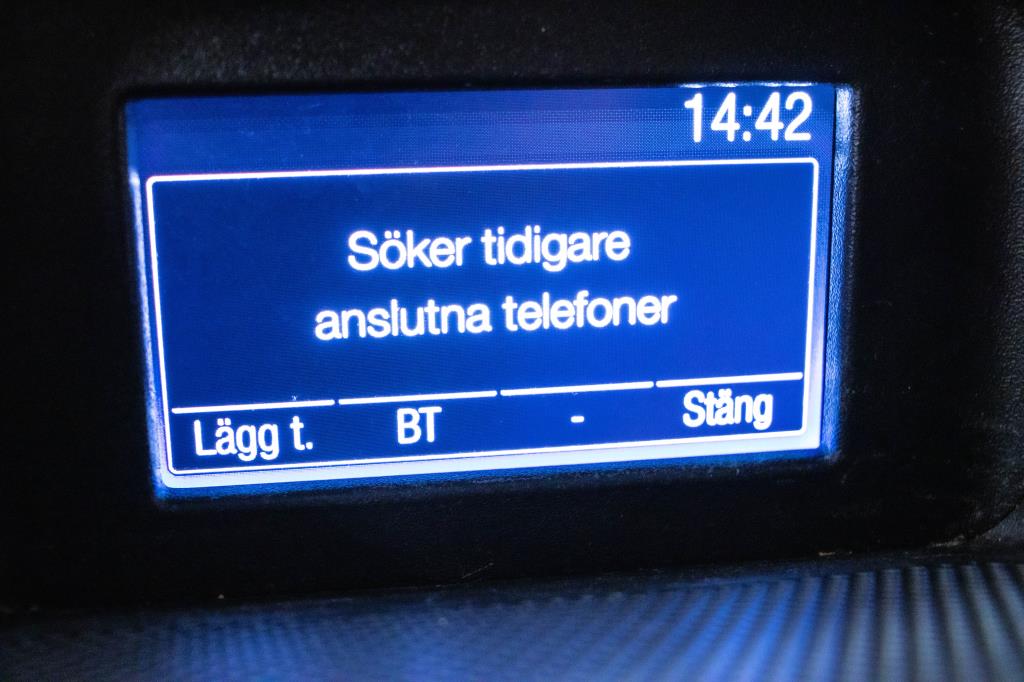 14:42
Söker tidigare
anslutna telefoner
Lägg t. BT - Stäng